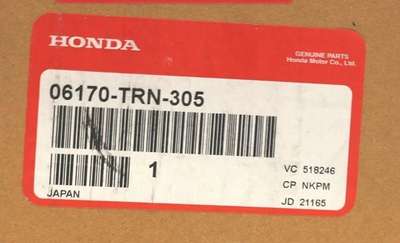 HONDA
GENUINE PARTS
Honda Motor Co., Ltd.
06170-TRN-305
1
VC 518246
CP NKPM
JAPAN
JD 21165